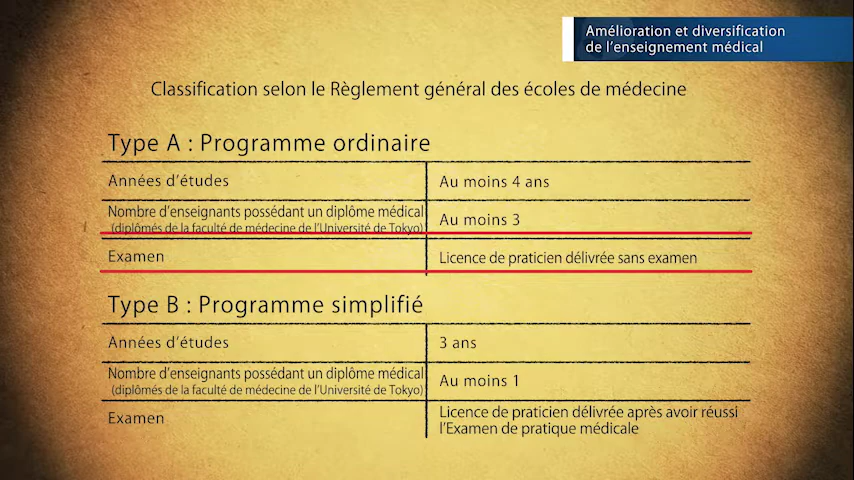 Amélioration et diversification
de l'enseignement médical
Classification selon le Règlement général des écoles de médecine
Type A : Programme ordinaire
Années d'études
Au moins 4 ans
Nombre d'enseignants possédant un diplôme médical
(diplômés de la faculté de médecine de l'Université de Tokyo)
Au moins 3
Examen
Licence de praticien délivrée sans examen
Type B : Programme simplifié
Années d'études
3 ans
Nombre d'enseignants possédant un diplôme médical
(diplômés de la faculté de médecine de l'Université de Tokyo)
Au moins 1
Examen
Licence de praticien délivrée après avoir réussi
l'Examen de pratique médicale